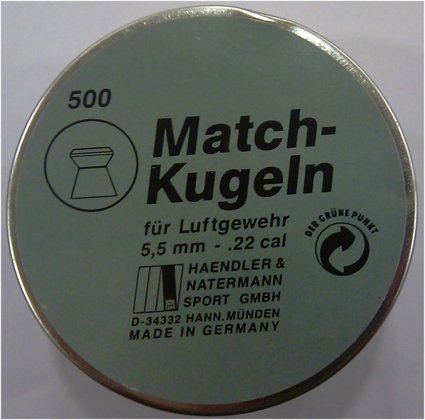 500
Match-
Kugeln
für Luftgewehr
5,5 mm - .22 cal
DER GRÜNE PUNKT
HAENDLER &
NATERMANN
SPORT GMBH
D-34332 HANN.MÜNDEN
MADE IN GERMANY